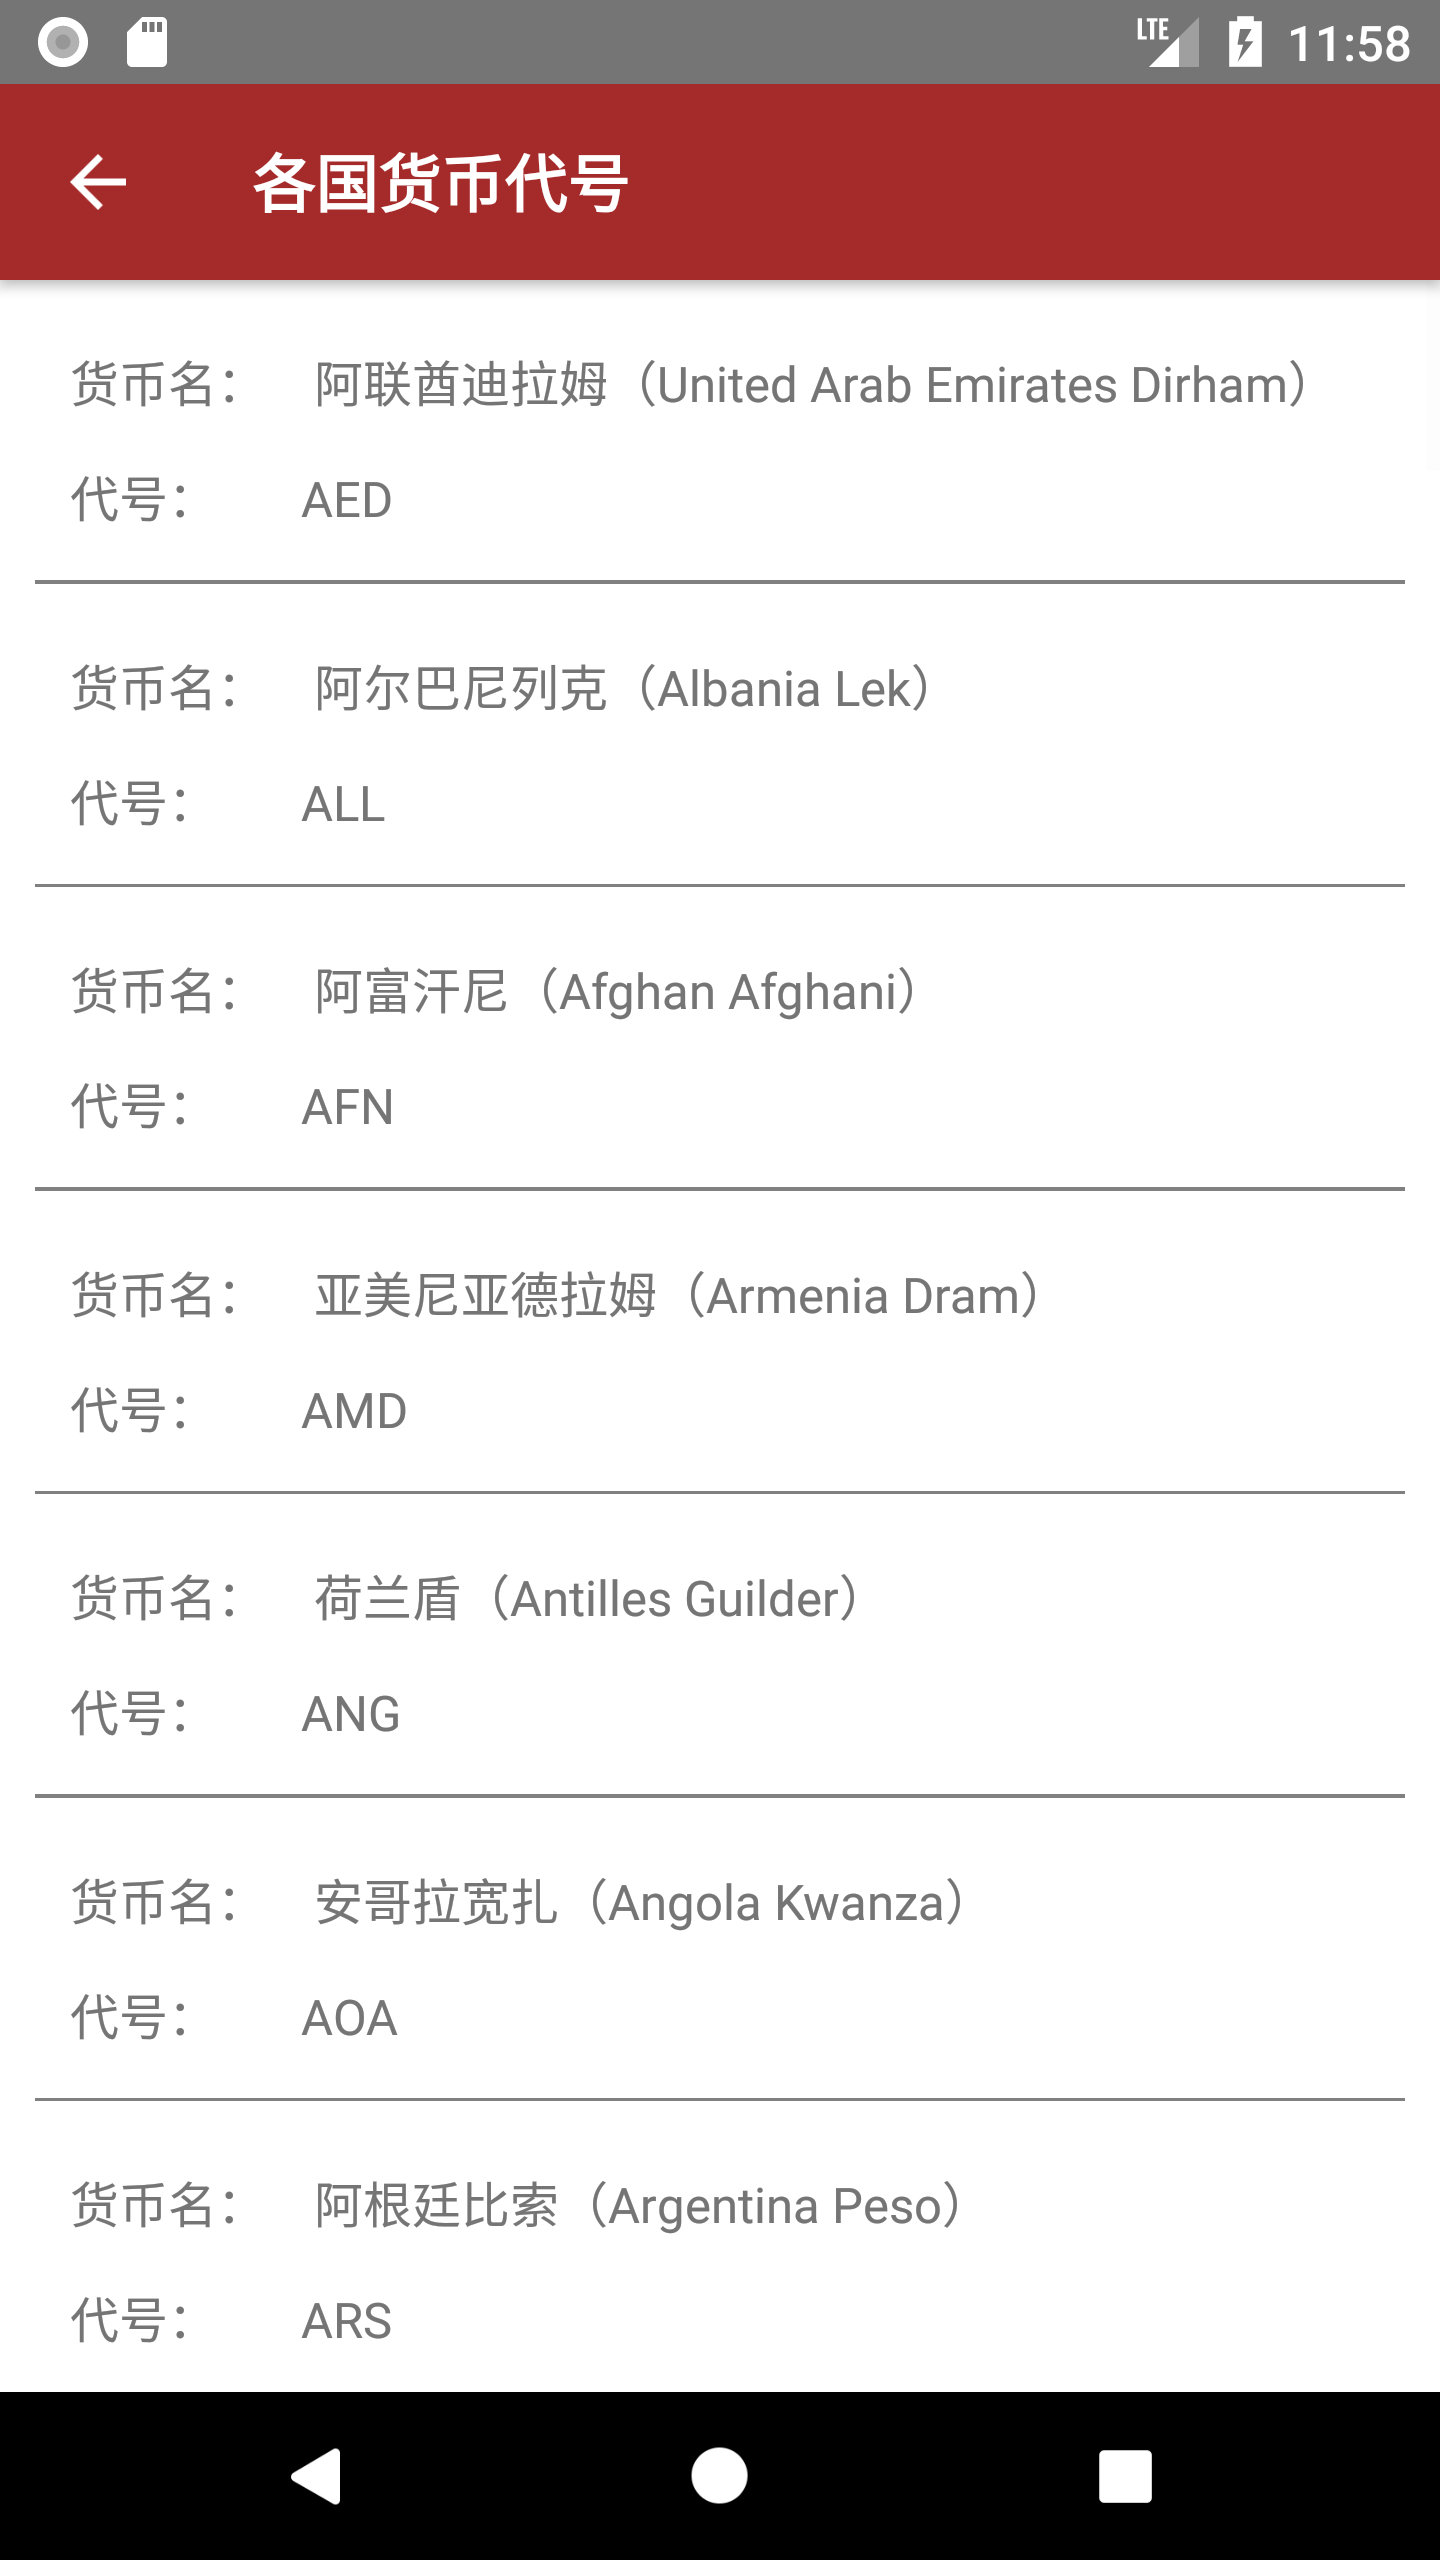 LTE 11:58
各国货币代号
货币名： 阿联酋迪拉姆（United Arab Emirates Dirham）
代号： AED
货币名： 阿尔巴尼列克（Albania Lek）
代号： ALL
货币名： 阿富汗尼（Afghan Afghani）
代号： AFN
货币名： 亚美尼亚德拉姆（Armenia Dram）
代号： AMD
货币名： 荷兰盾（Antilles Guilder）
代号： ANG
货币名： 安哥拉宽扎（Angola Kwanza）
代号： AOA
货币名： 阿根廷比索（Argentina Peso）
代号： ARS